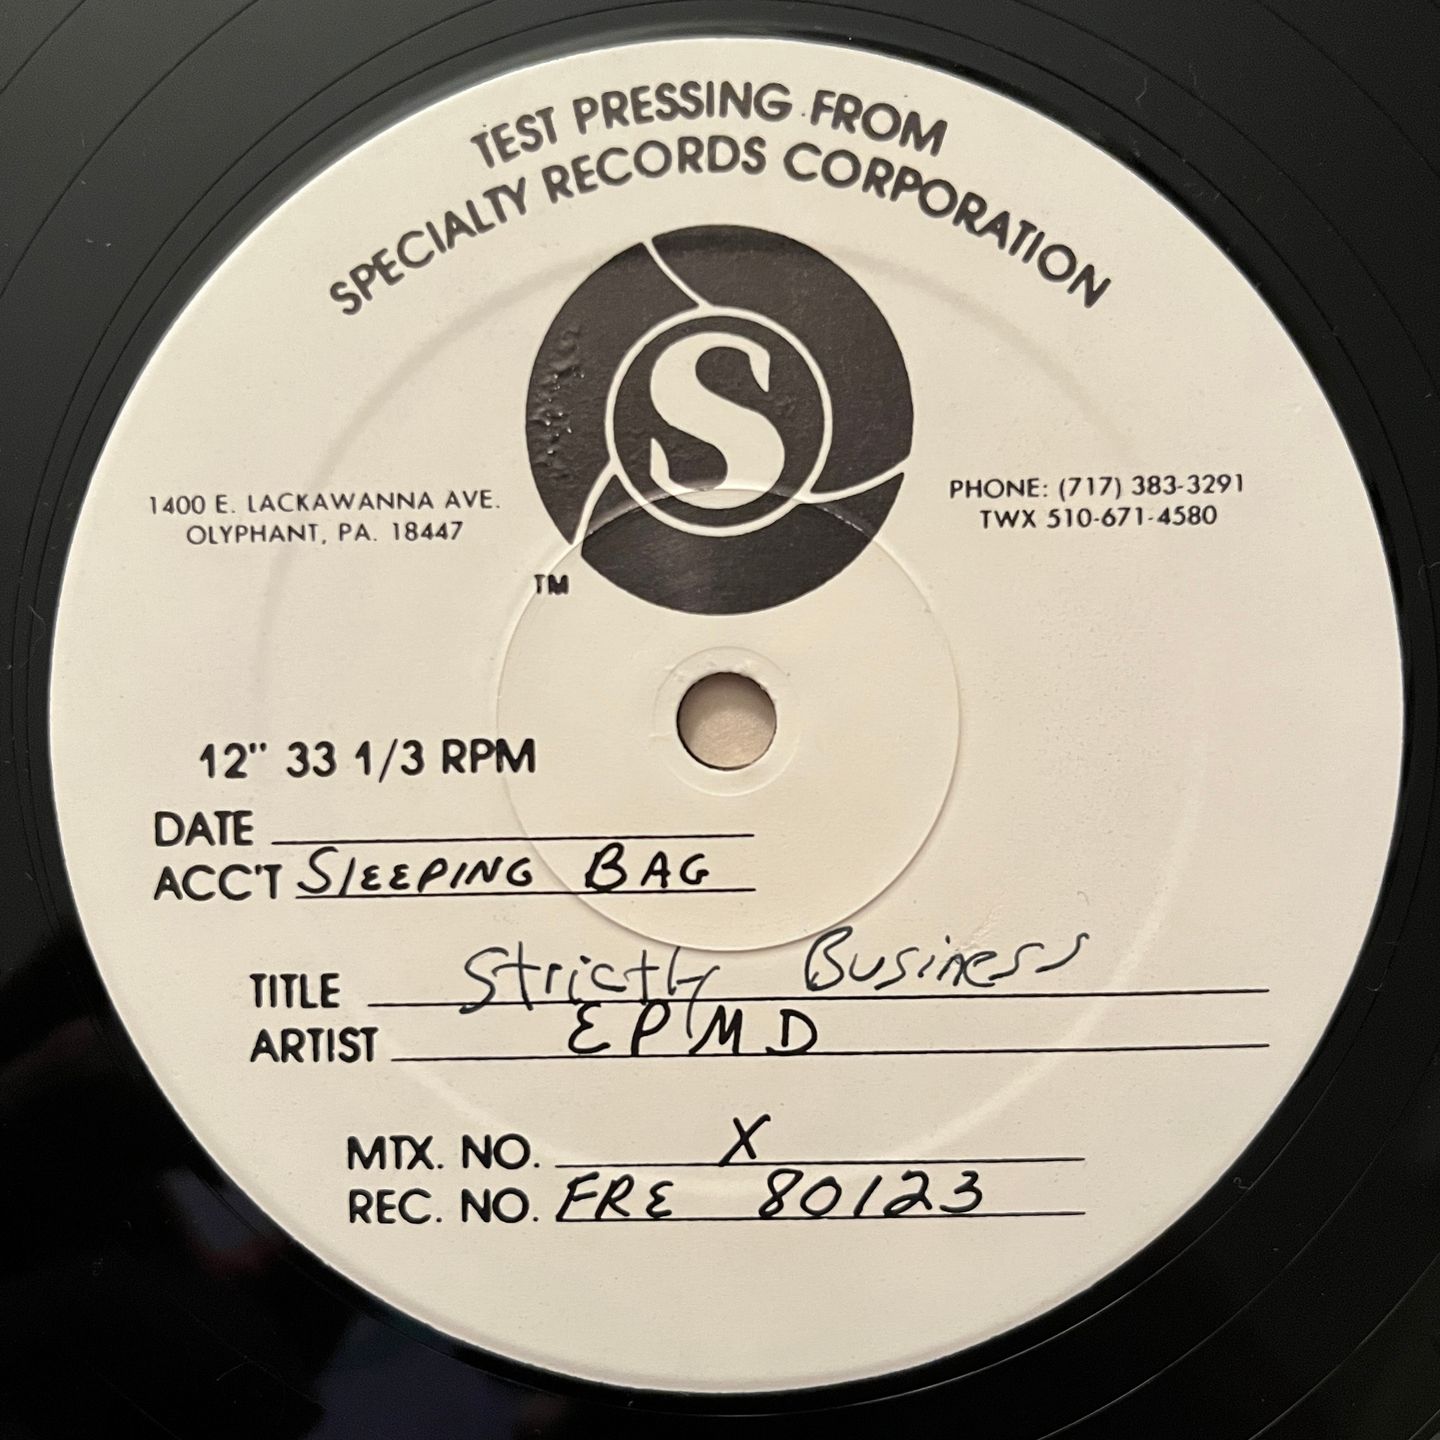 TEST PRESSING FROM
SPECIALTY RECORDS CORPORATION
S
1400 E. LACKAWANNA AVE.
OLYPHANT, PA. 18447
PHONE: (717) 383-3291
TWX 510-671-4580
TM
12" 33 1/3 RPM
DATE
ACC'T SLEEPING BAG
TITLE Strictly Business
ARTIST EPMD
MTX. NO. X
REC. NO. FRE 80123